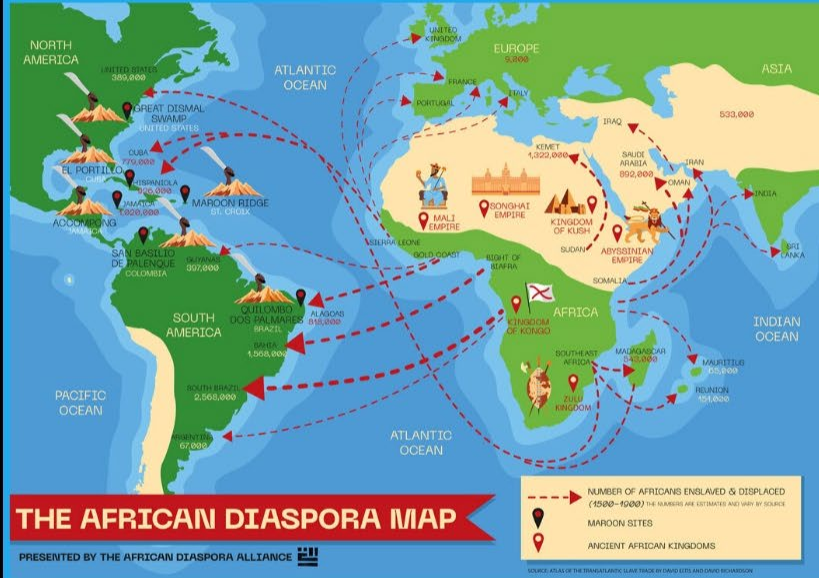 NORTH
AMERICA
UNITED STATES
389,000
GREAT DISMAL
SWAMP
UNITED STATES
CUBA
779,000
EL PORTILLO
CUBA
HISPANIOLA
JAMAICA
1,020,000
ACCOMPONG
JAMAICA
MAROON RIDGE
ST. CROIX
SAN BASILIO
DE PALENQUE
COLOMBIA
GUYANAS
397,000
SOUTH
AMERICA
QUILOMBO
DOS PALMARES
BRAZIL
ALAGOAS
BAHIA
1,568,000
SOUTH BRAZIL
2,568,000
ARGENTINA
67,000
PACIFIC
OCEAN
ATLANTIC
OCEAN
ATLANTIC
OCEAN
UNITED
KINGDOM
EUROPE
FRANCE
PORTUGAL
ITALY
ASIA
533,000
IRAQ
KEMET
1,322,000
SAUDI
ARABIA
892,000
IRAN
OMAN
INDIA
SRI
LANKA
MALI
EMPIRE
SONGHAI
EMPIRE
KINGDOM
OF KUSH
SUDAN
ABYSSINIAN
EMPIRE
SIERRA LEONE
GOLD COAST
BIGHT OF
BIAFRA
SOMALIA
AFRICA
KINGDOM
OF KONGO
SOUTHEAST
AFRICA
MADAGASCAR
543,000
MAURITIUS
REUNION
ZULU
KINGDOM
INDIAN
OCEAN
THE AFRICAN DIASPORA MAP
PRESENTED BY THE AFRICAN DIASPORA ALLIANCE
NUMBER OF AFRICANS ENSLAVED & DISPLACED
(1500-1900) THE NUMBERS ARE ESTIMATED AND VARY BY SOURCE
MAROON SITES
ANCIENT AFRICAN KINGDOMS
SOURCE: ATLAS OF THE TRANSATLANTIC SLAVE TRADE BY DAVID ELTIS AND DAVID RICHARDSON